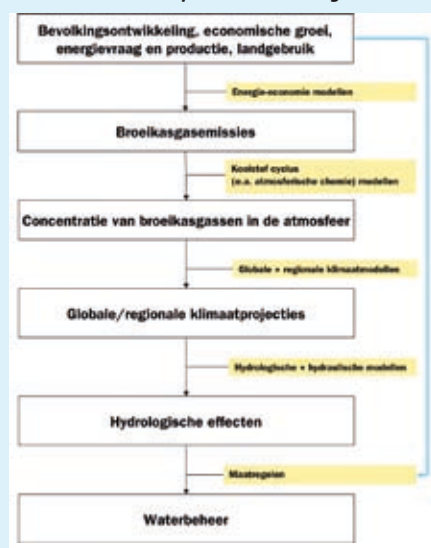 Bevolkingsontwikkeling, economische groei,
energievraag en productie, landgebruik
Energie-economie modellen
Broeikasgasemissies
Koolstof cyclus
(o.a. atmosferische chemie) modellen
Concentratie van broeikasgassen in de atmosfeer
Globale + regionale klimaatmodellen
Globale/regionale klimaatprojecties
Hydrologische + hydraulische modellen
Hydrologische effecten
Maatregelen
Waterbeheer